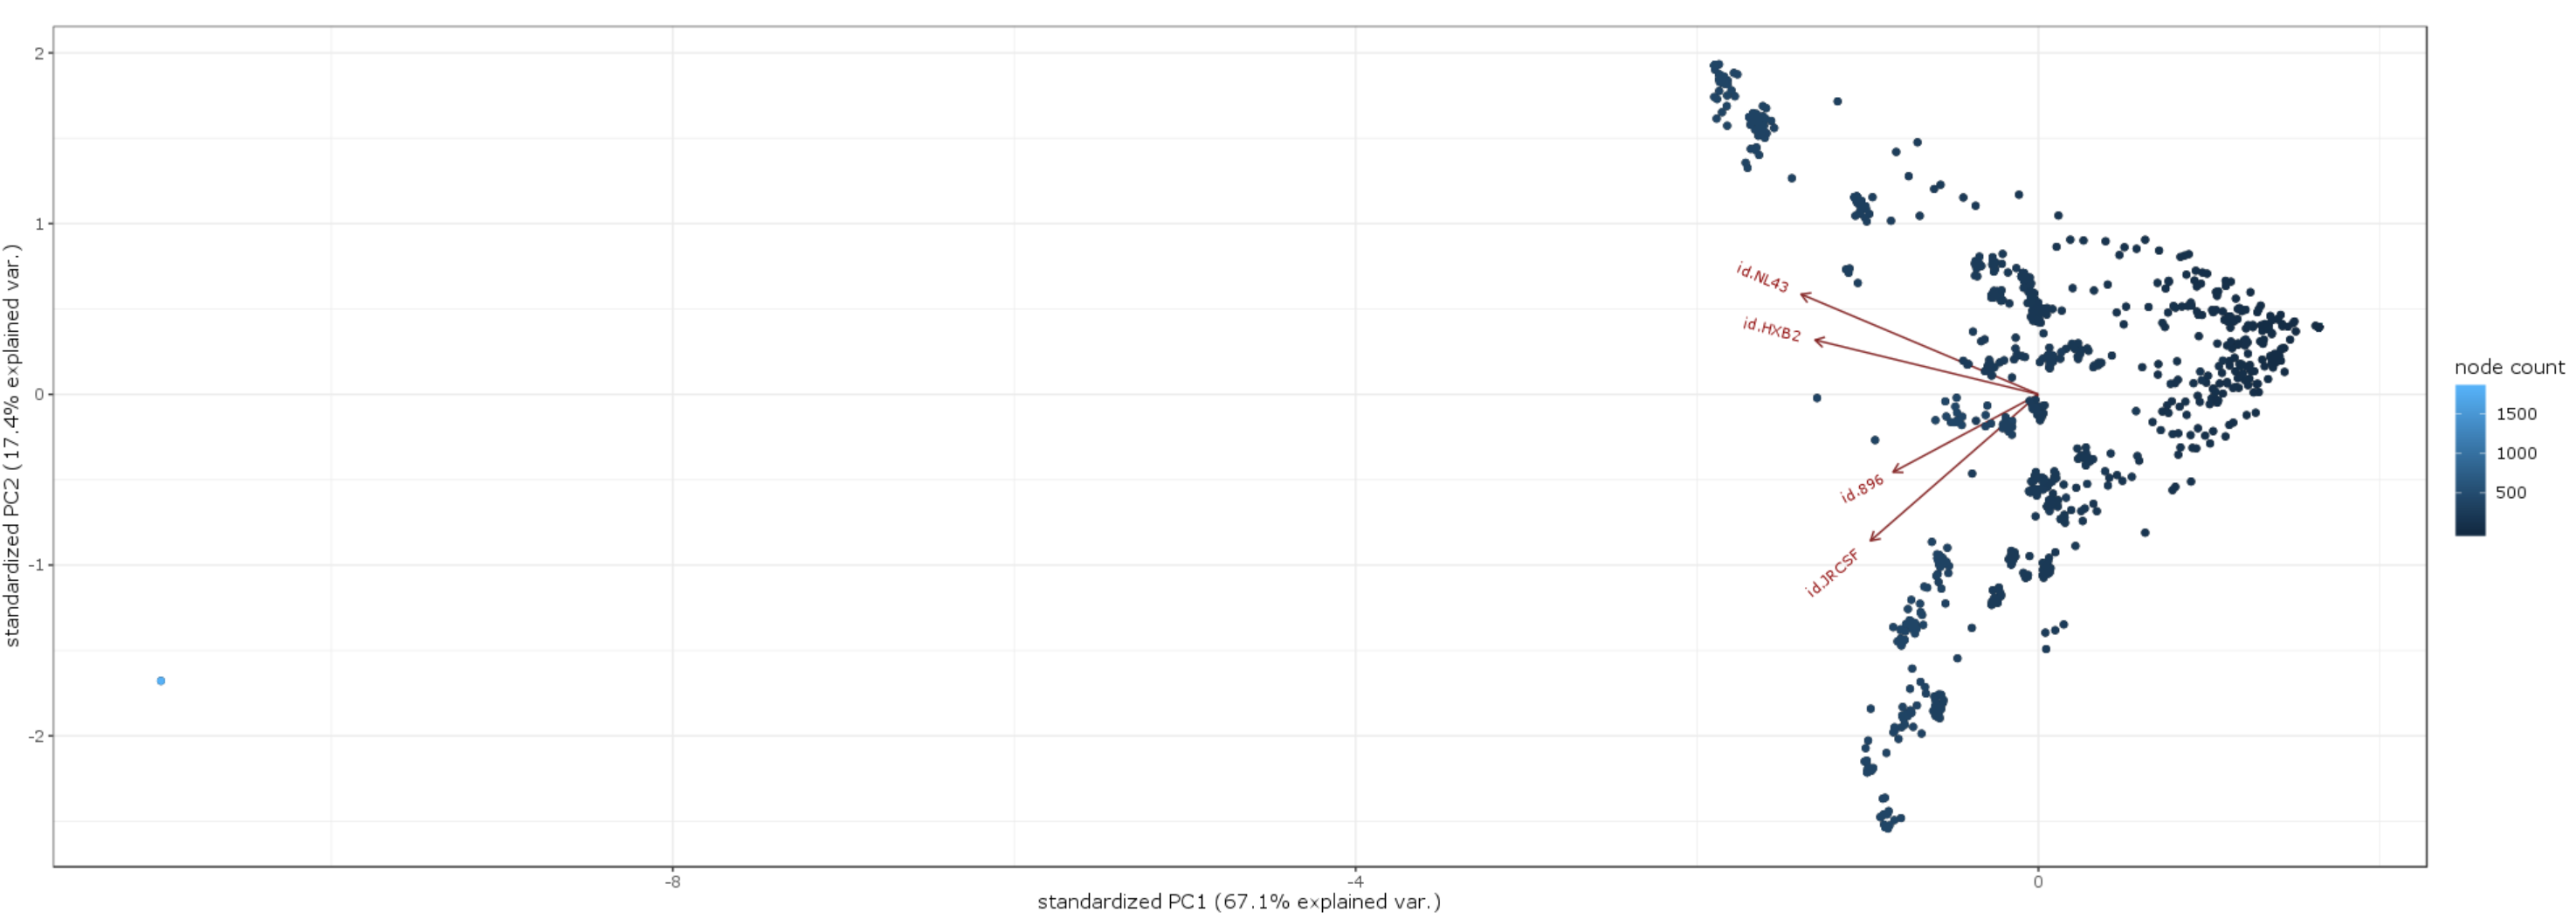 2
1
0
-1
-2
standardized PC2 (17.4% explained var.)
id.NL43
id.HXB2
id.896
id.JRCSF
-8
-4
0
standardized PC1 (67.1% explained var.)
node count
1500
1000
500